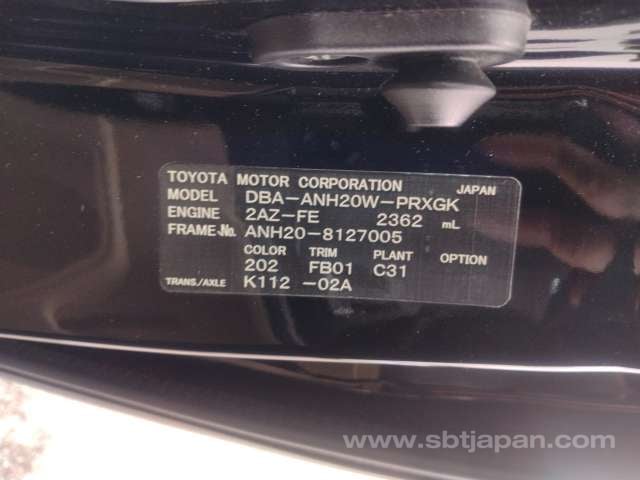 TOYOTA MOTOR CORPORATION JAPAN
MODEL DBA-ANH20W-PRXGK
ENGINE 2AZ-FE 2362 mL
FRAME-No. ANH20-8127005
COLOR TRIM PLANT OPTION
202 FB01 C31
TRANS./AXLE K112 -02A
www.sbtjapan.com